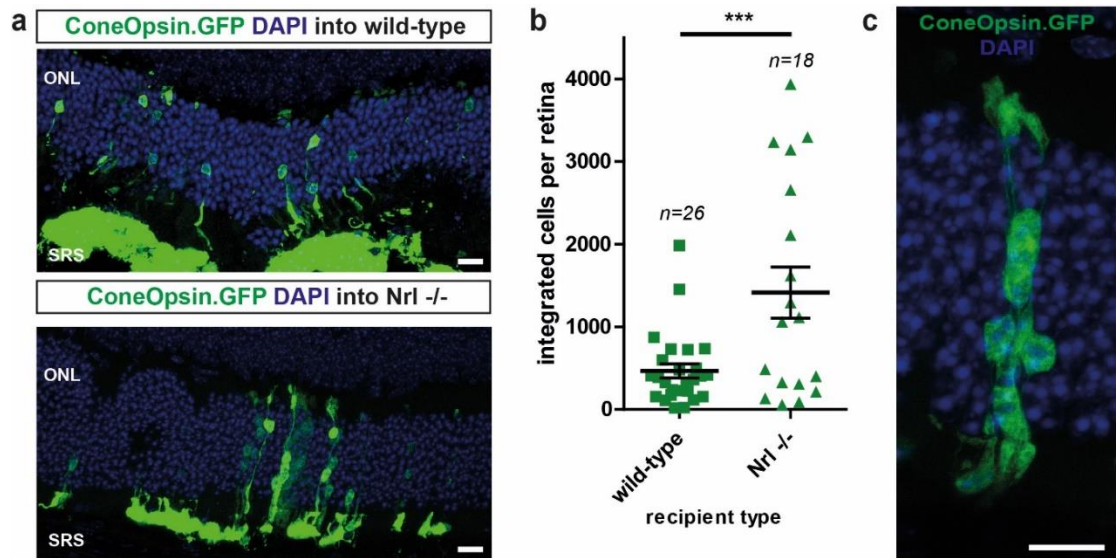 a
ConeOpsin.GFP DAPI into wild-type
ONL
SRS
ConeOpsin.GFP DAPI into Nrl -/-
ONL
SRS
b
***
n=18
n=26
4000
3000
2000
1000
0
integrated cells per retina
wild-type
Nrl -/-
recipient type
c
ConeOpsin.GFP
DAPI